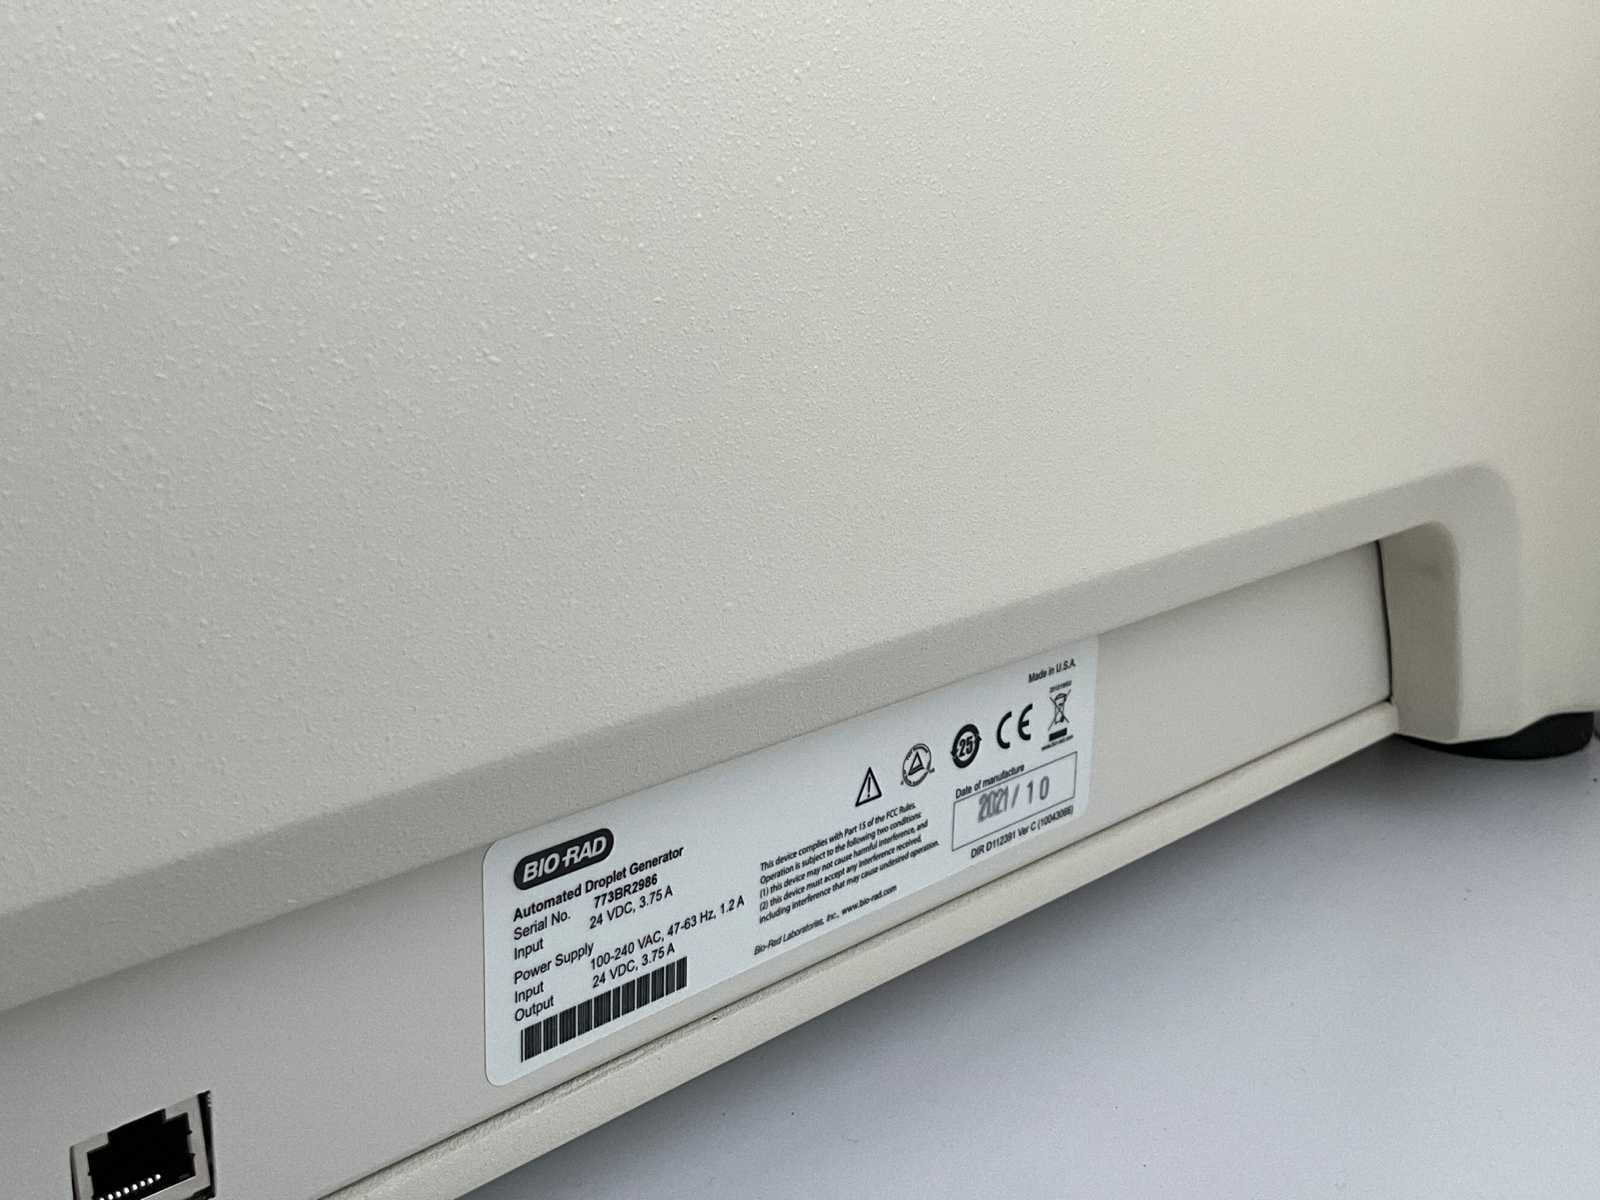 BIO-RAD
Automated Droplet Generator
Serial No. 773BR2986
Input 24 VDC, 3.75 A
Power Supply
Input 100-240 VAC, 47-63 Hz, 1.2 A
Output 24 VDC, 3.75 A
This device complies with Part 15 of the FCC Rules.
Operation is subject to the following two conditions:
(1) this device may not cause harmful interference, and
(2) this device must accept any interference received,
including interference that may cause undesired operation.
Bio-Rad Laboratories, Inc., www.bio-rad.com
Made in U.S.A.
25
CE
Date of manufacture
2021/10
DIR D112391 Ver C (10043086)